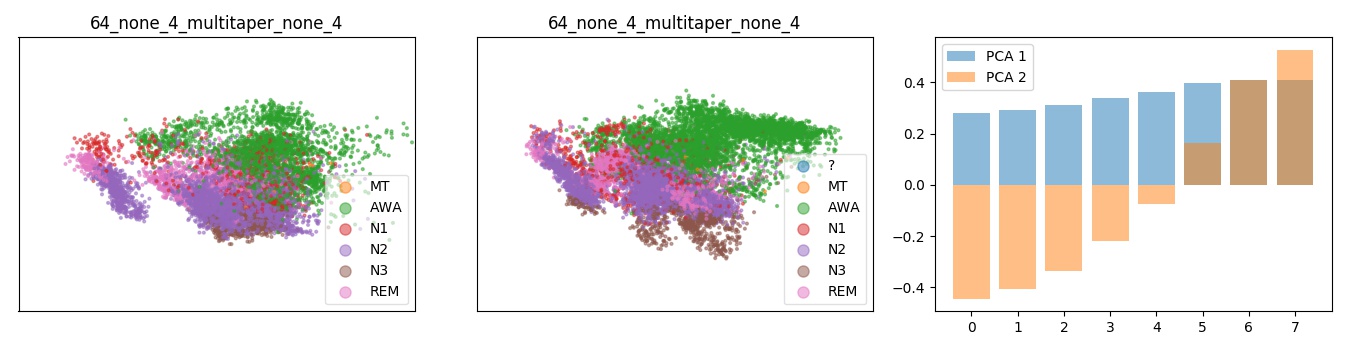 64_none_4_multitaper_none_4
MT
AWA
N1
N2
N3
REM
64_none_4_multitaper_none_4
?
MT
AWA
N1
N2
N3
REM
PCA 1
PCA 2
0.4
0.2
0.0
−0.2
−0.4
0 1 2 3 4 5 6 7